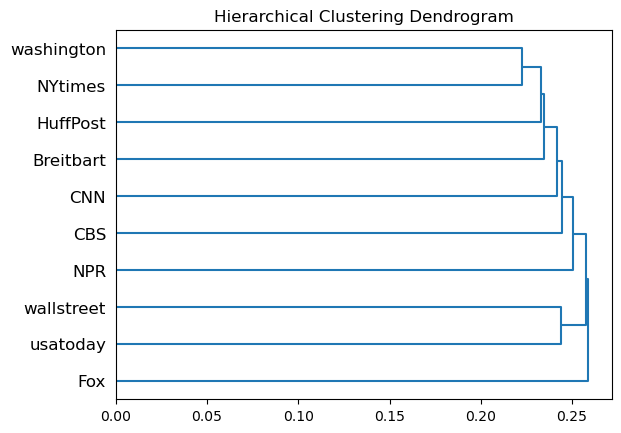 Hierarchical Clustering Dendrogram
washington
NYtimes
HuffPost
Breitbart
CNN
CBS
NPR
wallstreet
usatoday
Fox
0.00 0.05 0.10 0.15 0.20 0.25